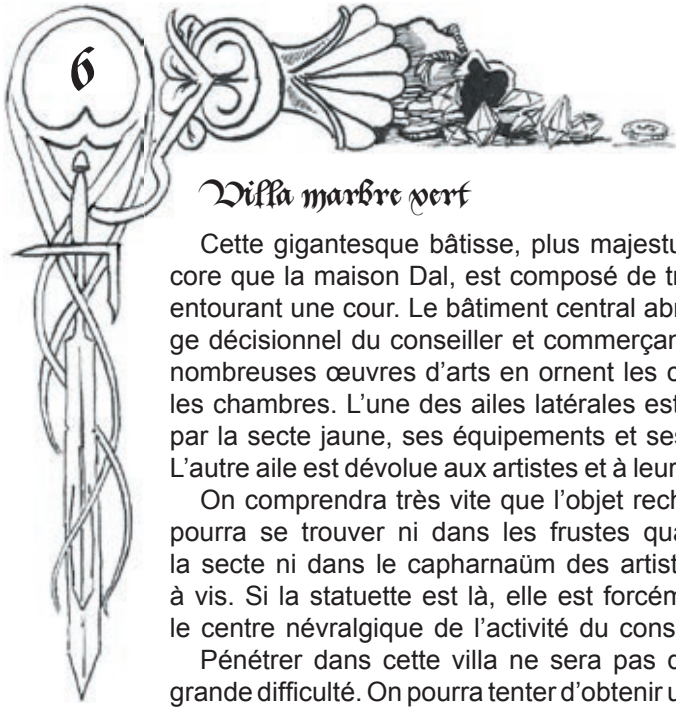 6
Villa marbre vert
Cette gigantesque bâtisse, plus majestu
core que la maison Dal, est composé de tr
entourant une cour. Le bâtiment central abr
ge décisionnel du conseiller et commerçan
nombreuses œuvres d’arts en ornent les c
les chambres. L’une des ailes latérales est
par la secte jaune, ses équipements et ses
L’autre aile est dévolue aux artistes et à leur
On comprendra très vite que l’objet rech
pourra se trouver ni dans les frustes qua
la secte ni dans le capharnaüm des artist
à vis. Si la statuette est là, elle est forcém
le centre névralgique de l’activité du cons
Pénétrer dans cette villa ne sera pas d
grande difficulté. On pourra tenter d’obtenir u